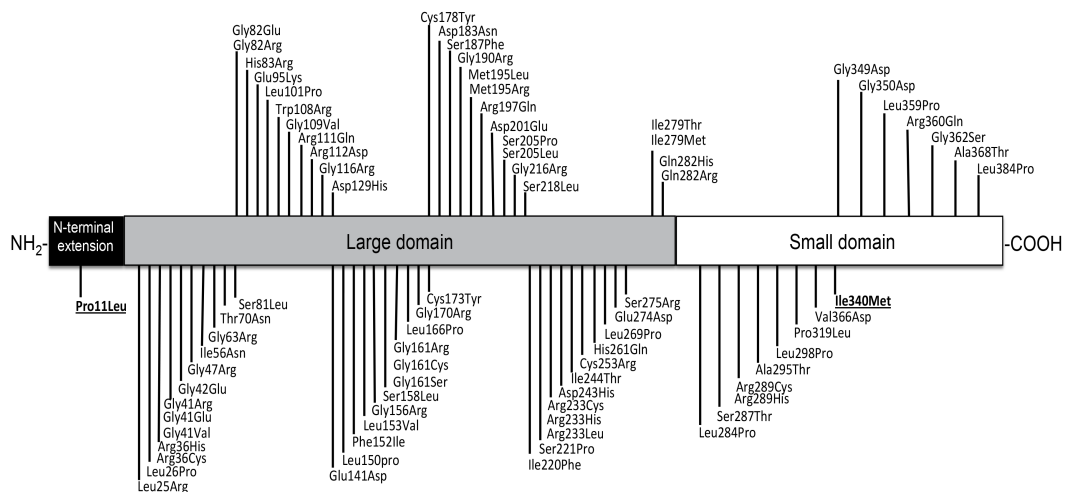 Gly82Glu
Gly82Arg
His83Arg
Glu95Lys
Leu101Pro
Trp108Arg
Gly109Val
Arg111Gln
Arg112Asp
Gly116Arg
Asp129His
Cys178Tyr
Asp183Asn
Ser187Phe
Gly190Arg
Met195Leu
Met195Arg
Arg197Gln
Asp201Glu
Ser205Pro
Ser205Leu
Gly216Arg
Ser218Leu
Ile279Thr
Ile279Met
Gln282His
Gln282Arg
Gly349Asp
Gly350Asp
Leu359Pro
Arg360Gln
Gly362Ser
Ala368Thr
Leu384Pro
NH2-
N-terminal
extension
Large domain
Small domain
-COOH
Pro11Leu
Ser81Leu
Thr70Asn
Gly63Arg
Ile56Asn
Gly47Arg
Gly42Glu
Gly41Arg
Gly41Glu
Gly41Val
Arg36His
Arg36Cys
Leu26Pro
Leu25Arg
Cys173Tyr
Gly170Arg
Leu166Pro
Gly161Arg
Gly161Cys
Gly161Ser
Ser158Leu
Gly156Arg
Leu153Val
Phe152Ile
Leu150pro
Glu141Asp
Ser275Arg
Glu274Asp
Leu269Pro
His261Gln
Cys253Arg
Ile244Thr
Asp243His
Arg233Cys
Arg233His
Arg233Leu
Ser221Pro
Ile220Phe
Ile340Met
Val366Asp
Pro319Leu
Leu298Pro
Ala295Thr
Arg289Cys
Arg289His
Ser287Thr
Leu284Pro